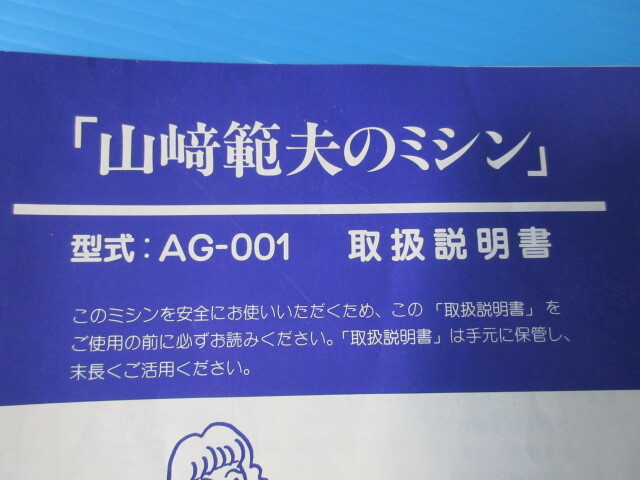 「山﨑範夫のミシン」
型式：AG-001　取扱説明書
このミシンを安全にお使いいただくため、この「取扱説明書」を
ご使用の前に必ずお読みください。「取扱説明書」は手元に保管し、
末長くご活用ください。